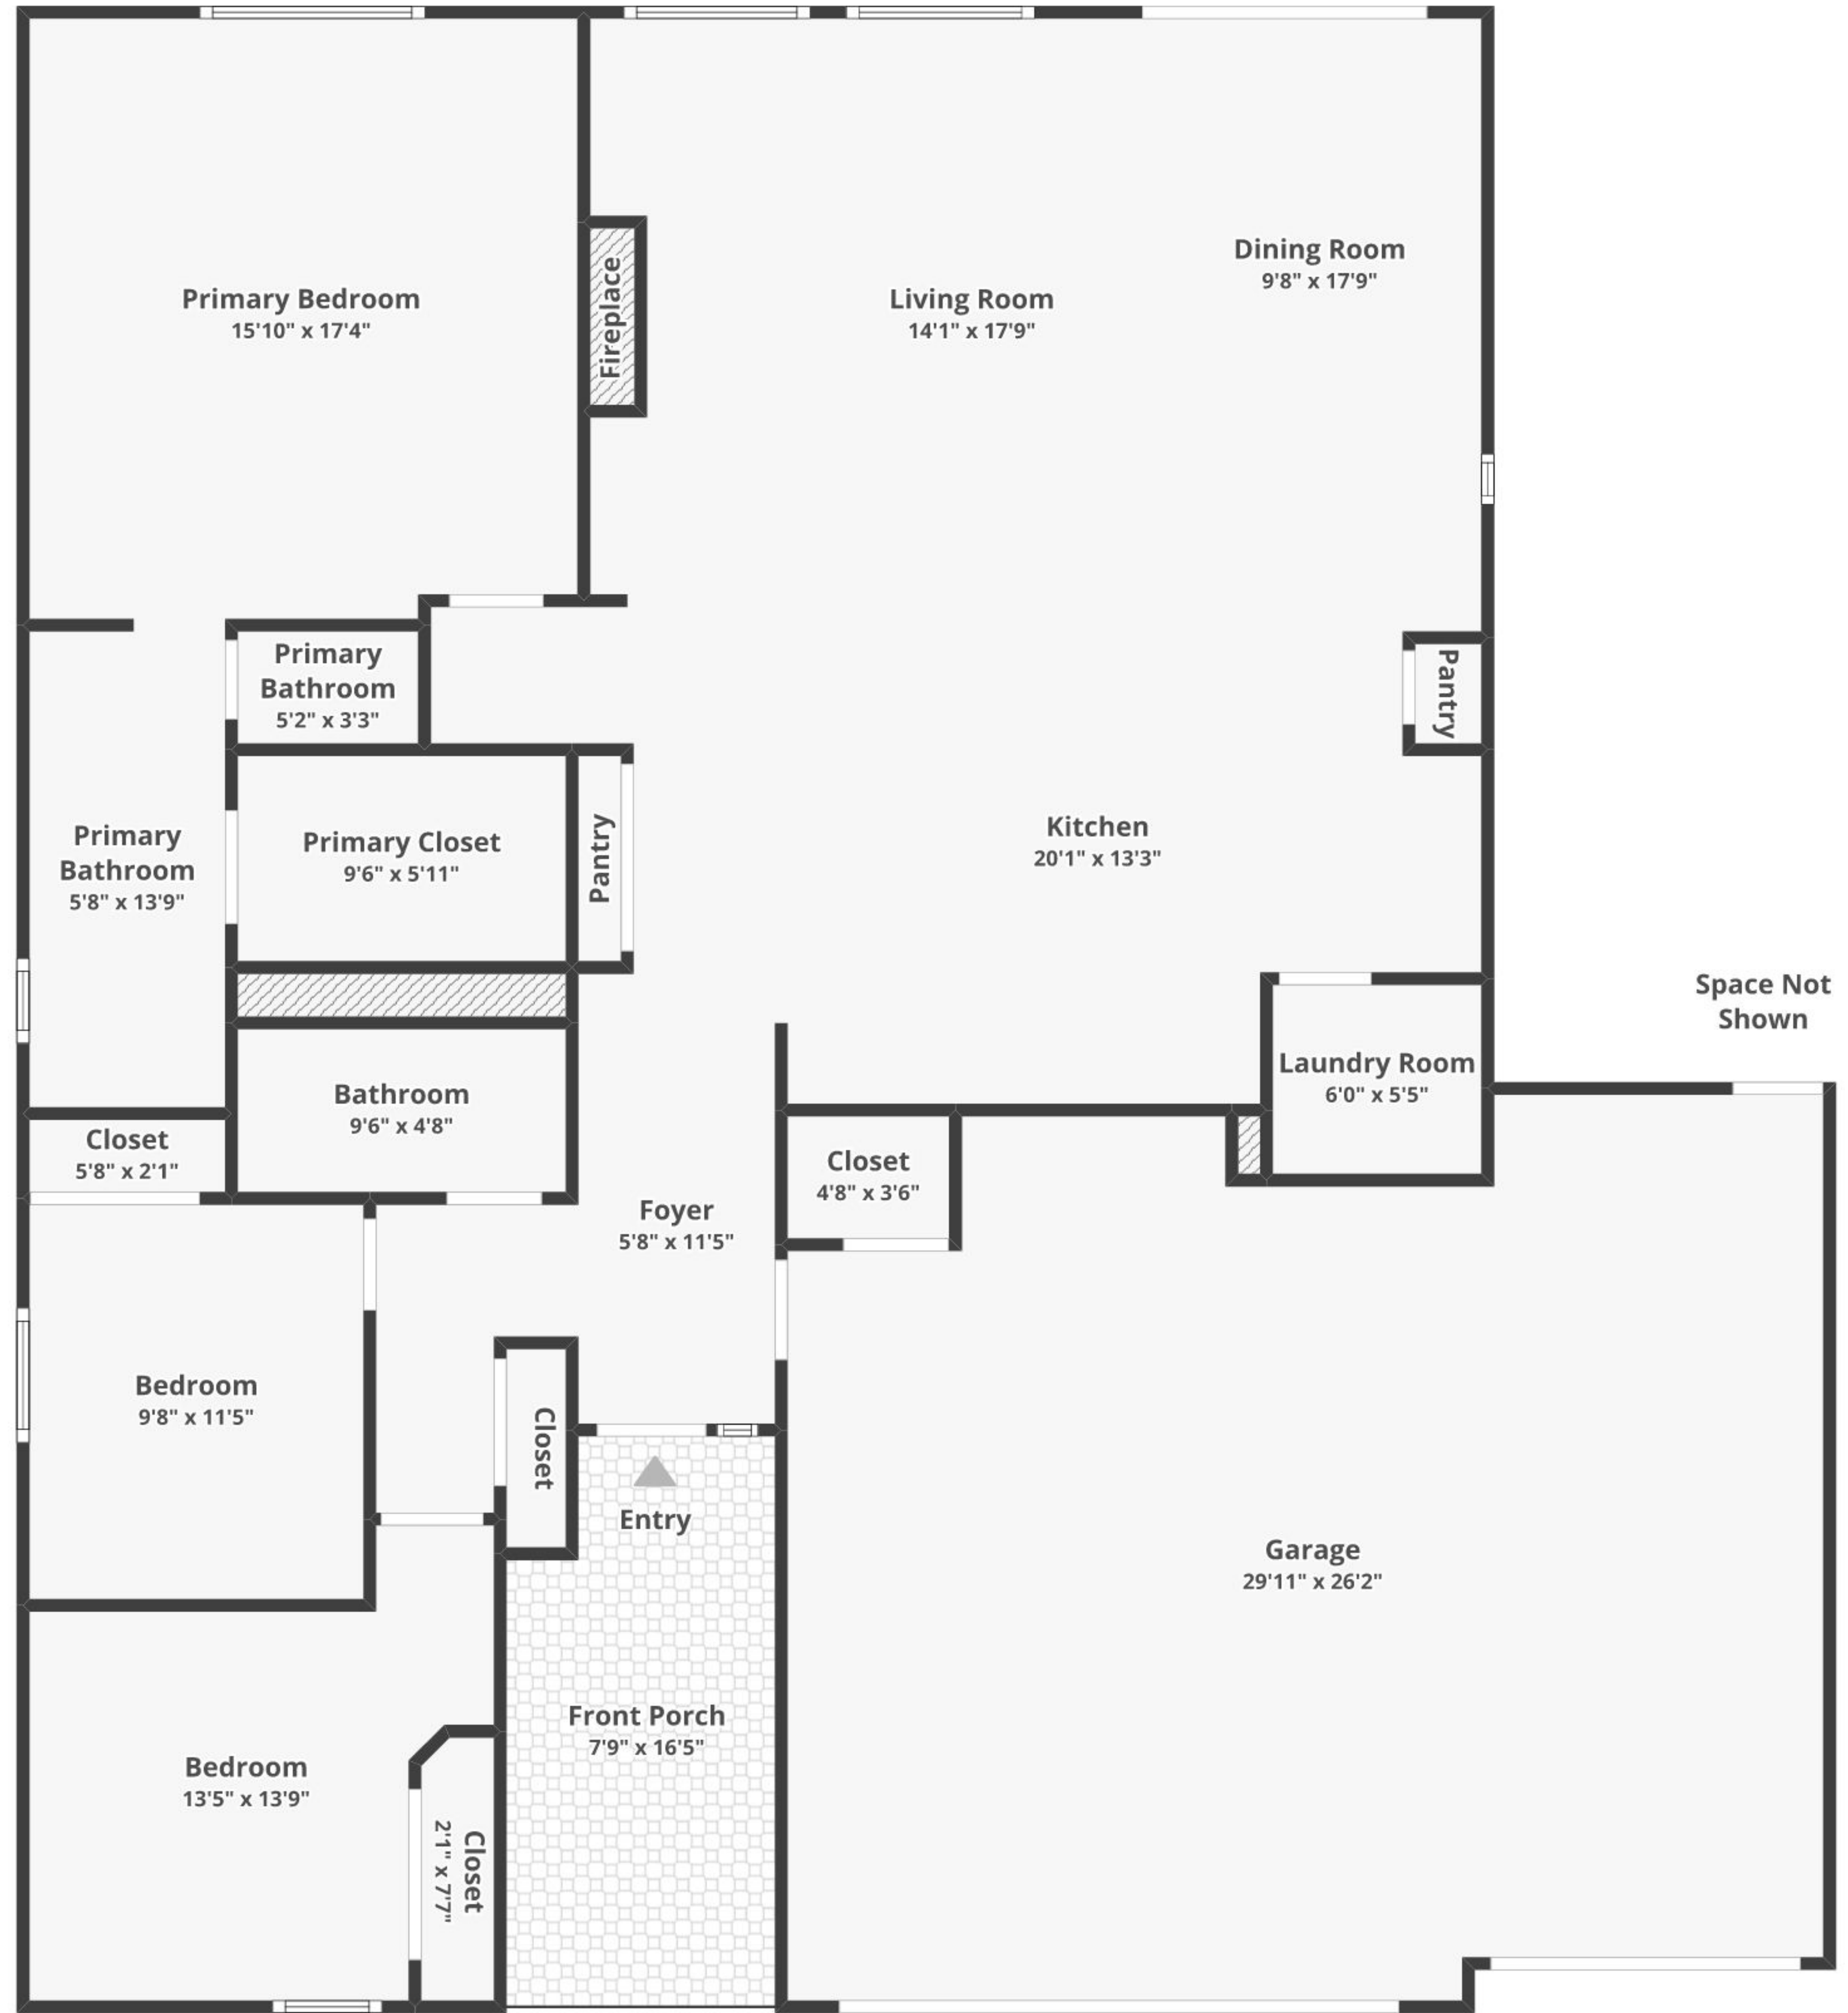 Dining Room
9'8" x 17'9"
Primary Bedroom
15'10" x 17'4"
Fireplace
Living Room
14'1" x 17'9"
Primary
Bathroom
5'2" x 3'3"
Pantry
Primary
Bathroom
5'8" x 13'9"
Primary Closet
9'6" x 5'11"
Pantry
Kitchen
20'1" x 13'3"
Space Not
Shown
Laundry Room
6'0" x 5'5"
Bathroom
9'6" x 4'8"
Closet
5'8" x 2'1"
Closet
4'8" x 3'6"
Foyer
5'8" x 11'5"
Bedroom
9'8" x 11'5"
Closet
Entry
Garage
29'11" x 26'2"
Front Porch
7'9" x 16'5"
Bedroom
13'5" x 13'9"
Closet
2'1" x 7'7"